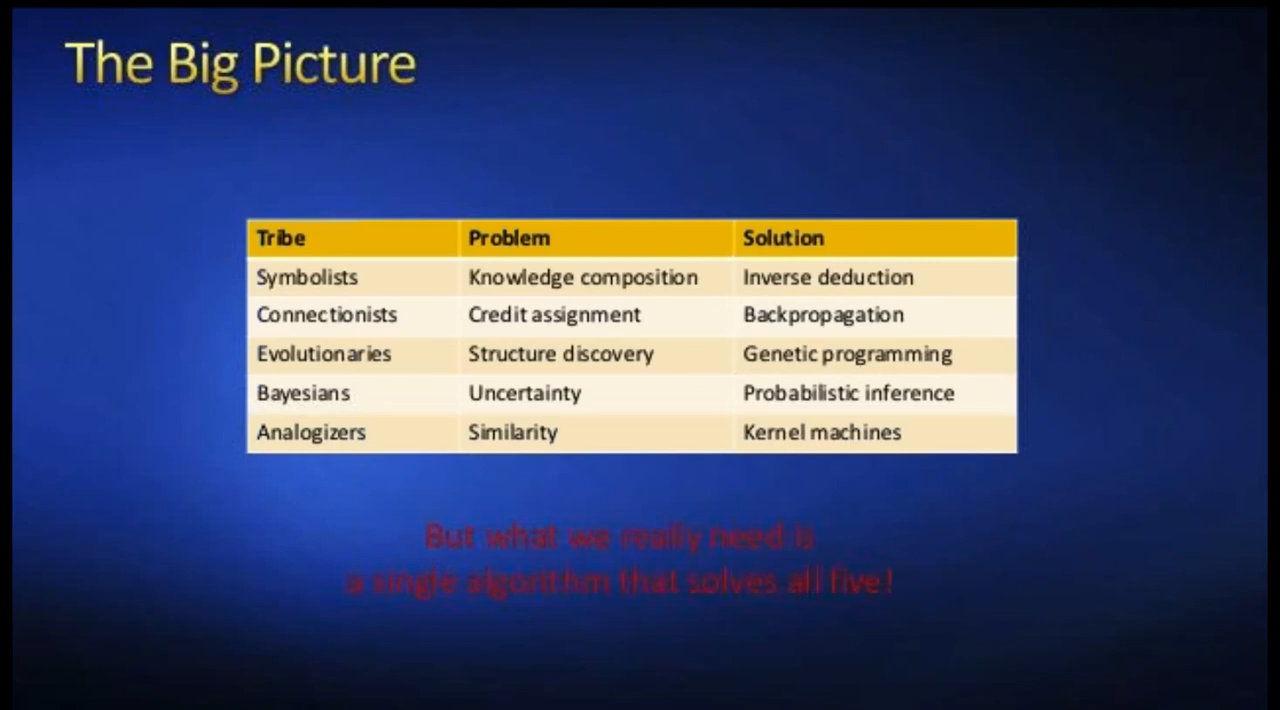 The Big Picture
Tribe Problem Solution
Symbolists Knowledge composition Inverse deduction
Connectionists Credit assignment Backpropagation
Evolutionaries Structure discovery Genetic programming
Bayesians Uncertainty Probabilistic inference
Analogizers Similarity Kernel machines
But what we really need is
a single algorithm that solves all five!